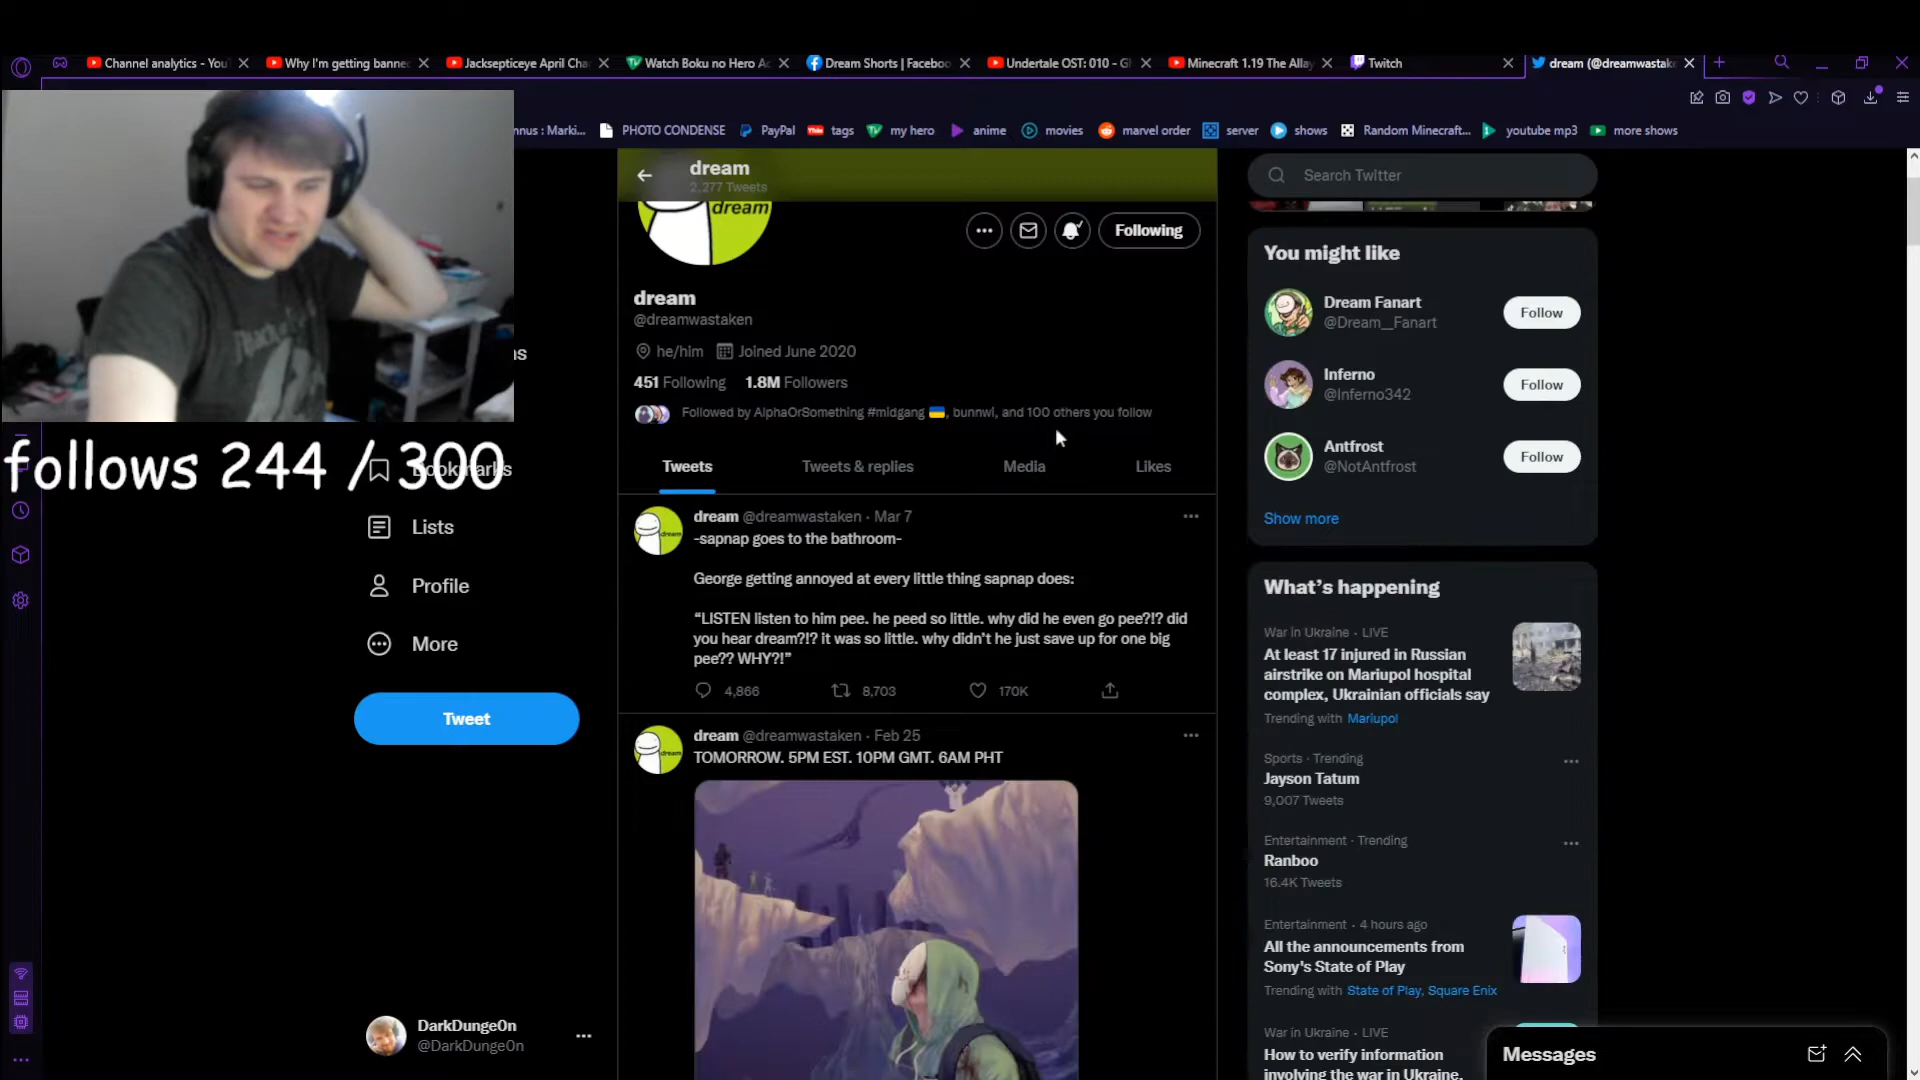 Channel analytics - You
Why I'm getting banne
Jacksepticeye April Cha
Watch Boku no Hero Ac
Dream Shorts | Faceboo
Undertale OST: 010 - Gh
Minecraft 1.19 The Allay
Twitch
dream (@dreamwastak
nnus : Marki...
PHOTO CONDENSE
PayPal
tags
my hero
anime
movies
marvel order
server
shows
Random Minecraft...
youtube mp3
more shows
follows 244 / 300
Bookmarks
Lists
Profile
More
Tweet
DarkDunge0n
@DarkDunge0n
dream
2,277 Tweets
dream
Following
dream
@dreamwastaken
he/him Joined June 2020
451 Following 1.8M Followers
Followed by AlphaOrSomething #midgang 🇺🇦, bunnwi, and 100 others you follow
Tweets Tweets & replies Media Likes
dream @dreamwastaken · Mar 7
-sapnap goes to the bathroom-
George getting annoyed at every little thing sapnap does:
“LISTEN listen to him pee. he peed so little. why did he even go pee?!? did
you hear dream?!? it was so little. why didn’t he just save up for one big
pee?? WHY?!”
4,866 8,703 170K
dream @dreamwastaken · Feb 25
TOMORROW. 5PM EST. 10PM GMT. 6AM PHT
Search Twitter
You might like
Dream Fanart
@Dream__Fanart
Follow
Inferno
@Inferno342
Follow
Antfrost
@NotAntfrost
Follow
Show more
What’s happening
War in Ukraine · LIVE
At least 17 injured in Russian
airstrike on Mariupol hospital
complex, Ukrainian officials say
Trending with Mariupol
Sports · Trending
Jayson Tatum
9,007 Tweets
Entertainment · Trending
Ranboo
16.4K Tweets
Entertainment · 4 hours ago
All the announcements from
Sony's State of Play
Trending with State of Play, Square Enix
War in Ukraine · LIVE
How to verify information
involving the war in Ukraine.
Messages